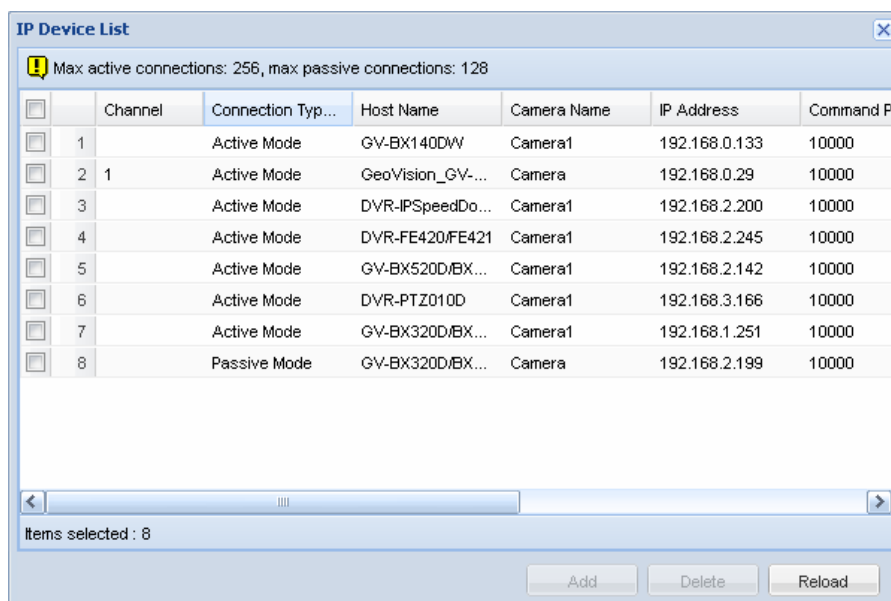 IP Device List
Max active connections: 256, max passive connections: 128
Channel Connection Typ... Host Name Camera Name IP Address Command P
1 Active Mode GV-BX140DW Camera1 192.168.0.133 10000
2 1 Active Mode GeoVision_GV-... Camera 192.168.0.29 10000
3 Active Mode DVR-IPSpeedDo... Camera1 192.168.2.200 10000
4 Active Mode DVR-FE420/FE421 Camera1 192.168.2.245 10000
5 Active Mode GV-BX520D/BX... Camera1 192.168.2.142 10000
6 Active Mode DVR-PTZ010D Camera1 192.168.3.166 10000
7 Active Mode GV-BX320D/BX... Camera1 192.168.1.251 10000
8 Passive Mode GV-BX320D/BX... Camera 192.168.2.199 10000
Items selected : 8
Add Delete Reload